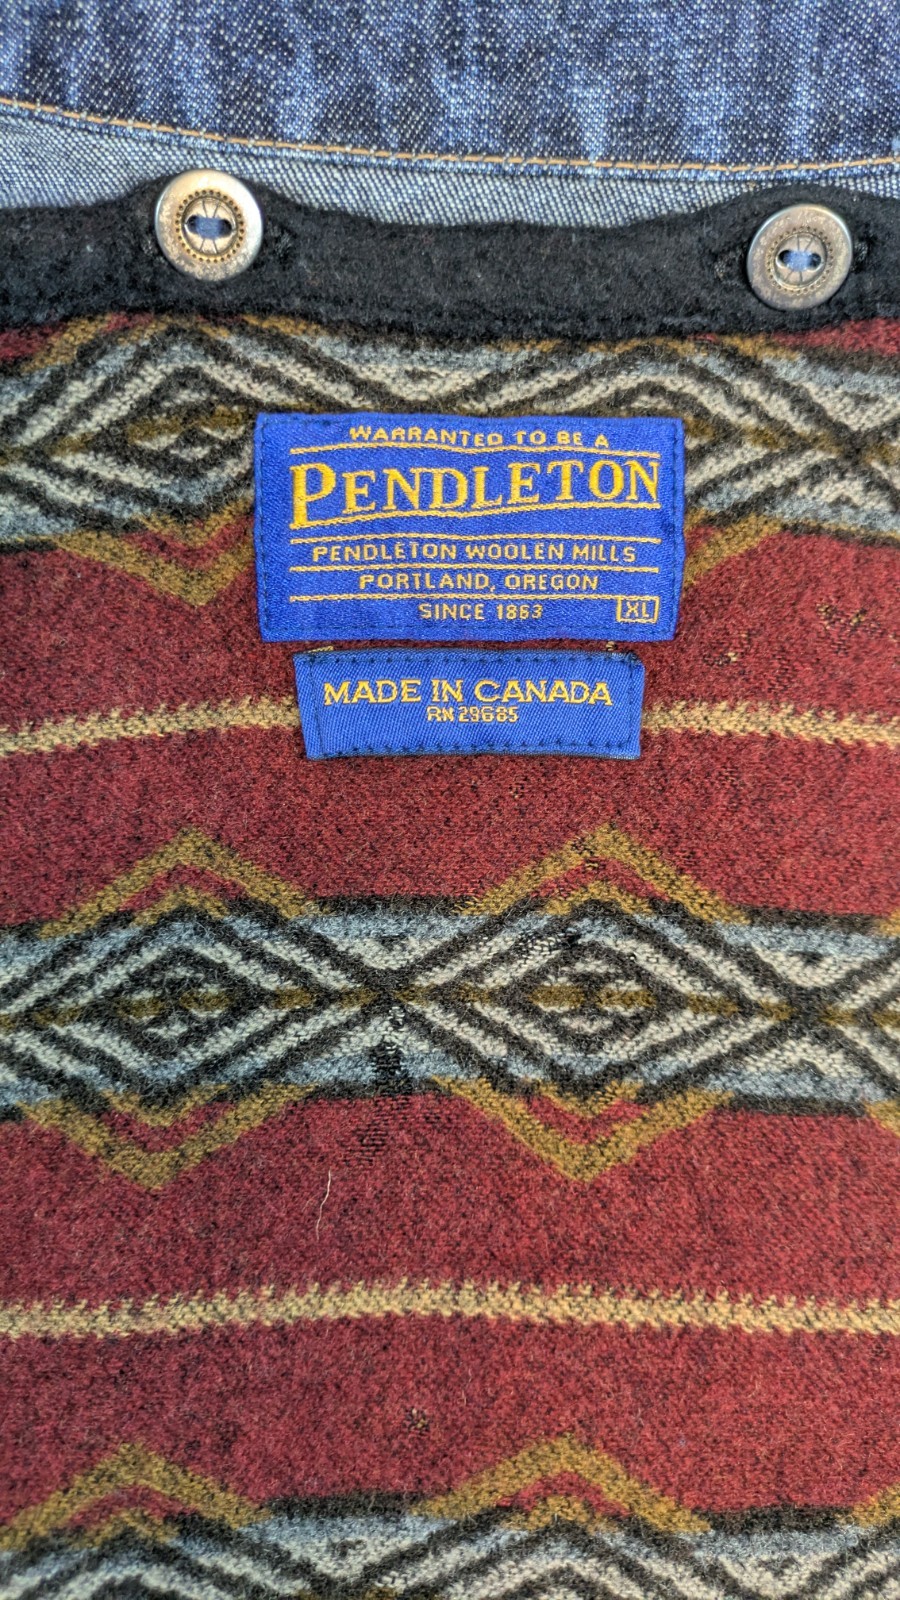 WARRANTED TO BE A
PENDLETON
PENDLETON WOOLEN MILLS
PORTLAND, OREGON
SINCE 1863 XL
MADE IN CANADA
RN 29685